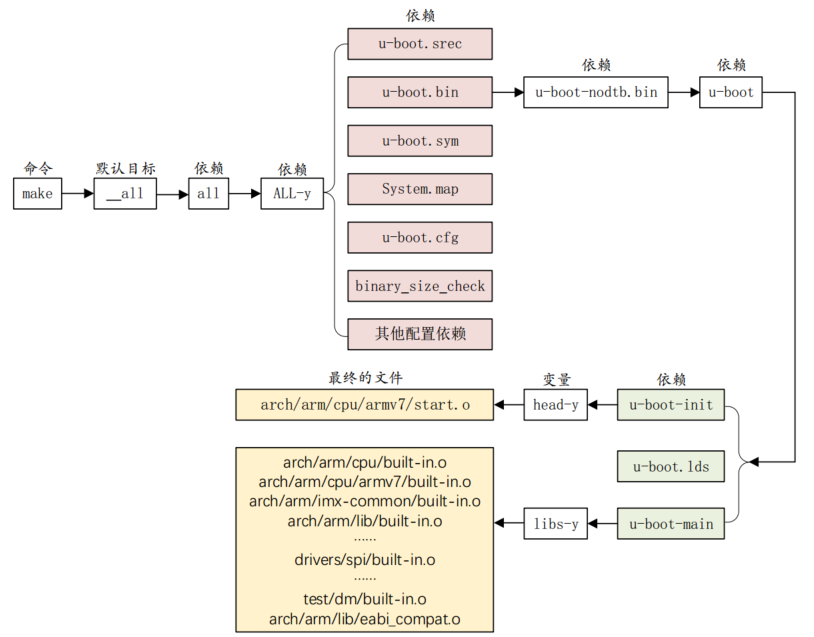 依赖
u-boot.srec
依赖
依赖
u-boot.bin
u-boot-nodtb.bin
u-boot
u-boot.sym
命令
默认目标
依赖
依赖
make
__all
all
ALL-y
System.map
u-boot.cfg
binary_size_check
其他配置依赖
最终的文件
变量
依赖
arch/arm/cpu/armv7/start.o
head-y
u-boot-init
u-boot.lds
arch/arm/cpu/built-in.o
arch/arm/cpu/armv7/built-in.o
arch/arm/imx-common/built-in.o
arch/arm/lib/built-in.o
......
drivers/spi/built-in.o
......
test/dm/built-in.o
arch/arm/lib/eabi_compat.o
libs-y
u-boot-main